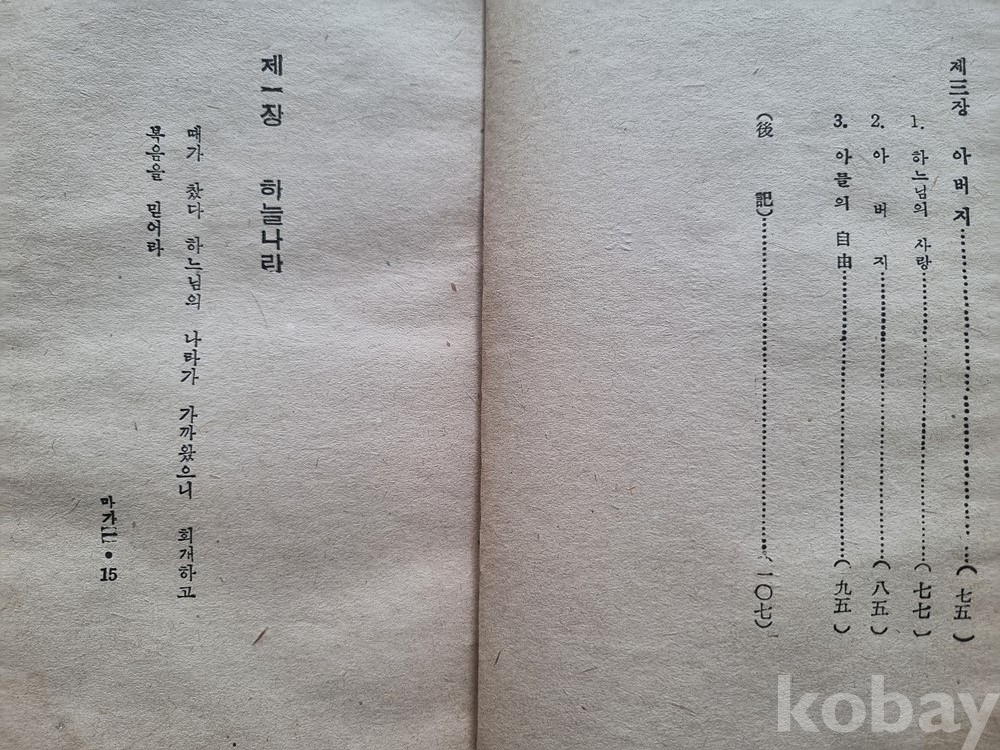 제三장 아버지……(七五)
1. 하느님의 사랑……(七七)
2. 아 버 지……(八五)
3. 아들의 自由……(九五)
(後 記)……(一〇七)
제一장 하늘나라
때가 찼다 하느님의 나라가 가까왔으니 회개하고
복음을 믿어라
마가 • 15
kobay